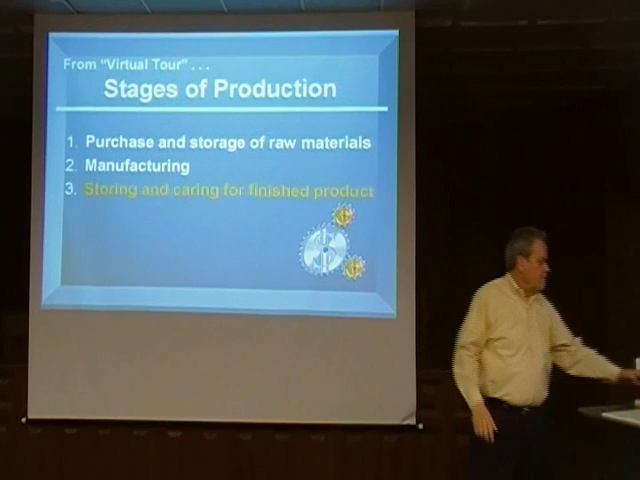 From “Virtual Tour” . . .
Stages of Production
1. Purchase and storage of raw materials
2. Manufacturing
3. Storing and caring for finished product